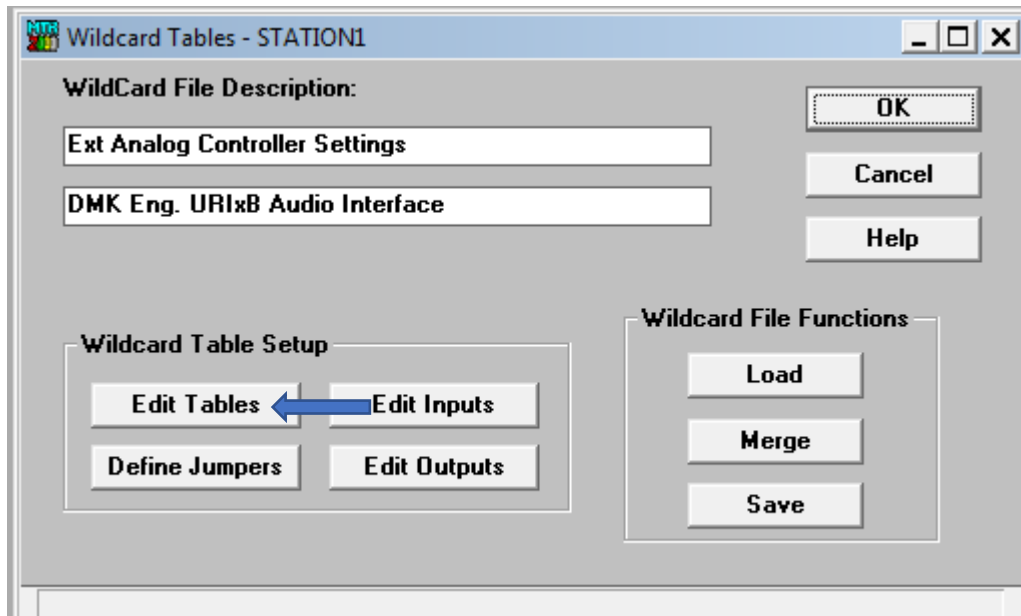 MTR
Wildcard Tables - STATION1
WildCard File Description:
Ext Analog Controller Settings
DMK Eng. URIxB Audio Interface
OK
Cancel
Help
Wildcard Table Setup
Edit Tables
Edit Inputs
Define Jumpers
Edit Outputs
Wildcard File Functions
Load
Merge
Save